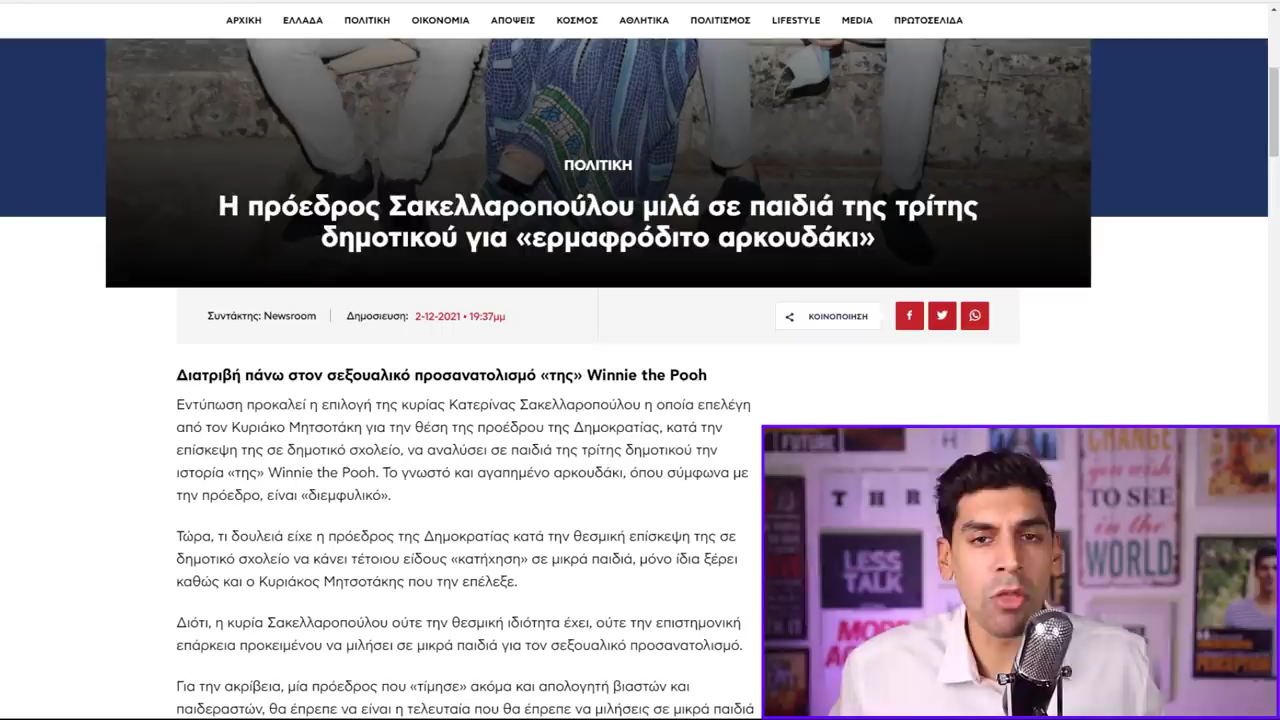 ΑΡΧΙΚΗ ΕΛΛΑΔΑ ΠΟΛΙΤΙΚΗ ΟΙΚΟΝΟΜΙΑ ΑΠΟΨΕΙΣ ΚΟΣΜΟΣ ΑΘΛΗΤΙΚΑ ΠΟΛΙΤΙΣΜΟΣ LIFESTYLE MEDIA ΠΡΩΤΟΣΕΛΙΔΑ
ΠΟΛΙΤΙΚΗ
Η πρόεδρος Σακελλαροπούλου μιλά σε παιδιά της τρίτης
δημοτικού για «ερμαφρόδιτο αρκουδάκι»
Συντάκτης: Newsroom Δημοσιευση: 2-12-2021 • 19:37μμ
ΚΟΙΝΟΠΟΙΗΣΗ
Διατριβή πάνω στον σεξουαλικό προσανατολισμό «της» Winnie the Pooh
Εντύπωση προκαλεί η επιλογή της κυρίας Κατερίνας Σακελλαροπούλου η οποία επελέγη
από τον Κυριάκο Μητσοτάκη για την θέση της προέδρου της Δημοκρατίας, κατά την
επίσκεψη της σε δημοτικό σχολείο, να αναλύσει σε παιδιά της τρίτης δημοτικού την
ιστορία «της» Winnie the Pooh. Το γνωστό και αγαπημένο αρκουδάκι, όπου σύμφωνα με
την πρόεδρο, είναι «διεμφυλικό».
Τώρα, τι δουλειά είχε η πρόεδρος της Δημοκρατίας κατά την θεσμική επίσκεψη της σε
δημοτικό σχολείο να κάνει τέτοιου είδους «κατήχηση» σε μικρά παιδιά, μόνο ίδια ξέρει
καθώς και ο Κυριάκος Μητσοτάκης που την επέλεξε.
Διότι, η κυρία Σακελλαροπούλου ούτε την θεσμική ιδιότητα έχει, ούτε την επιστημονική
επάρκεια προκειμένου να μιλήσει σε μικρά παιδιά για τον σεξουαλικό προσανατολισμό.
Για την ακρίβεια, μία πρόεδρος που «τίμησε» ακόμα και απολογητή βιαστών και
παιδεραστών, θα έπρεπε να είναι η τελευταία που θα έπρεπε να μιλήσεις σε μικρά παιδιά
FUTURE
THR
LESS
TALK
MORE
CHANGE
you wish
TO SEE
in the
WORLD